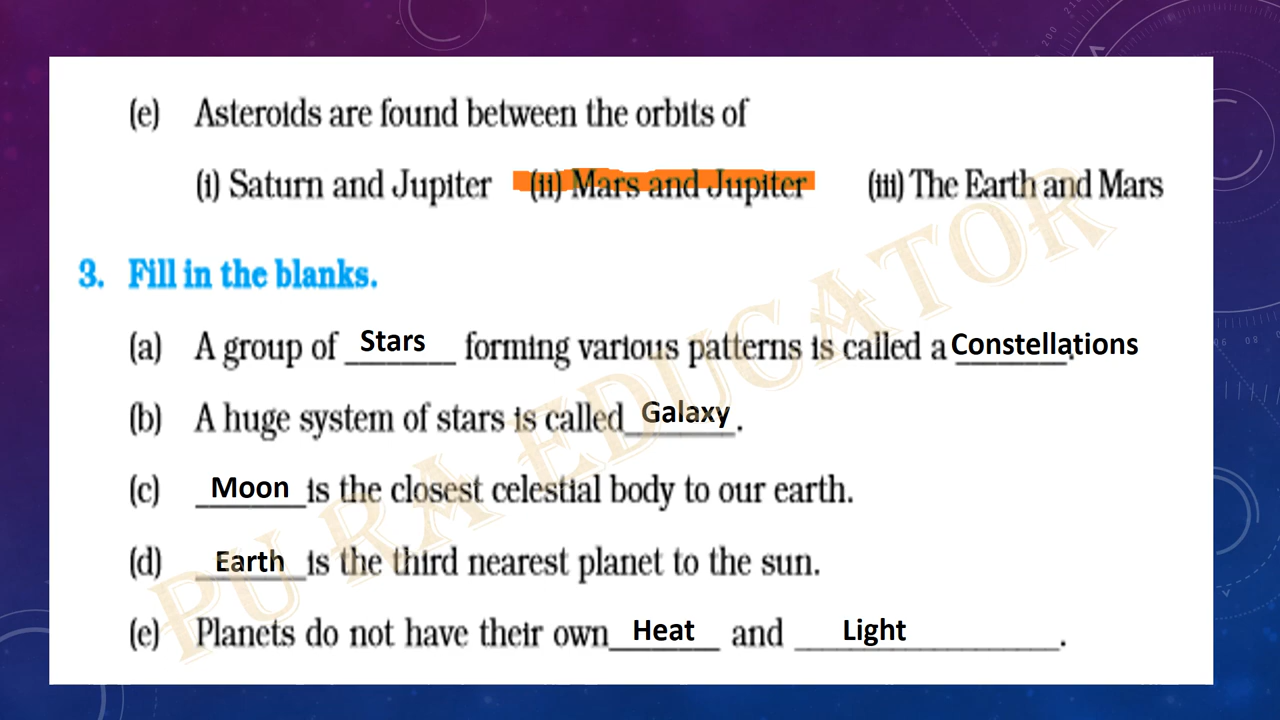 (e) Asteroids are found between the orbits of
(i) Saturn and Jupiter (ii) Mars and Jupiter (iii) The Earth and Mars
3. Fill in the blanks.
(a) A group of Stars forming various patterns is called a Constellations.
(b) A huge system of stars is called Galaxy.
(c) Moon is the closest celestial body to our earth.
(d) Earth is the third nearest planet to the sun.
(e) Planets do not have their own Heat and Light.
PU RA EDUCATOR